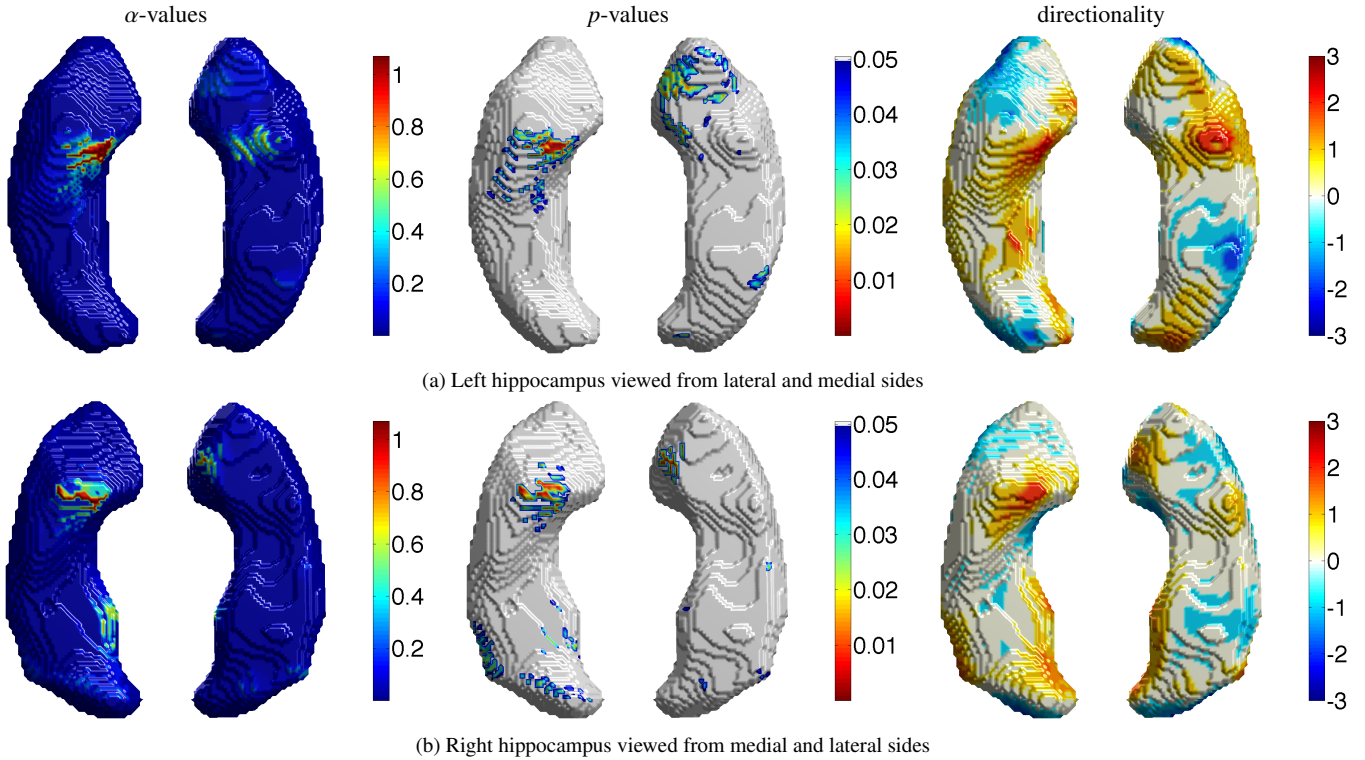 α-values p-values directionality
1 0.05 3
0.8 0.04 2
0.6 0.03 1
0
0.4 0.02 -1
0.2 0.01 -2
-3
(a) Left hippocampus viewed from lateral and medial sides
1 0.05 3
0.8 0.04 2
0.6 0.03 1
0
0.4 0.02 -1
0.2 0.01 -2
-3
(b) Right hippocampus viewed from medial and lateral sides